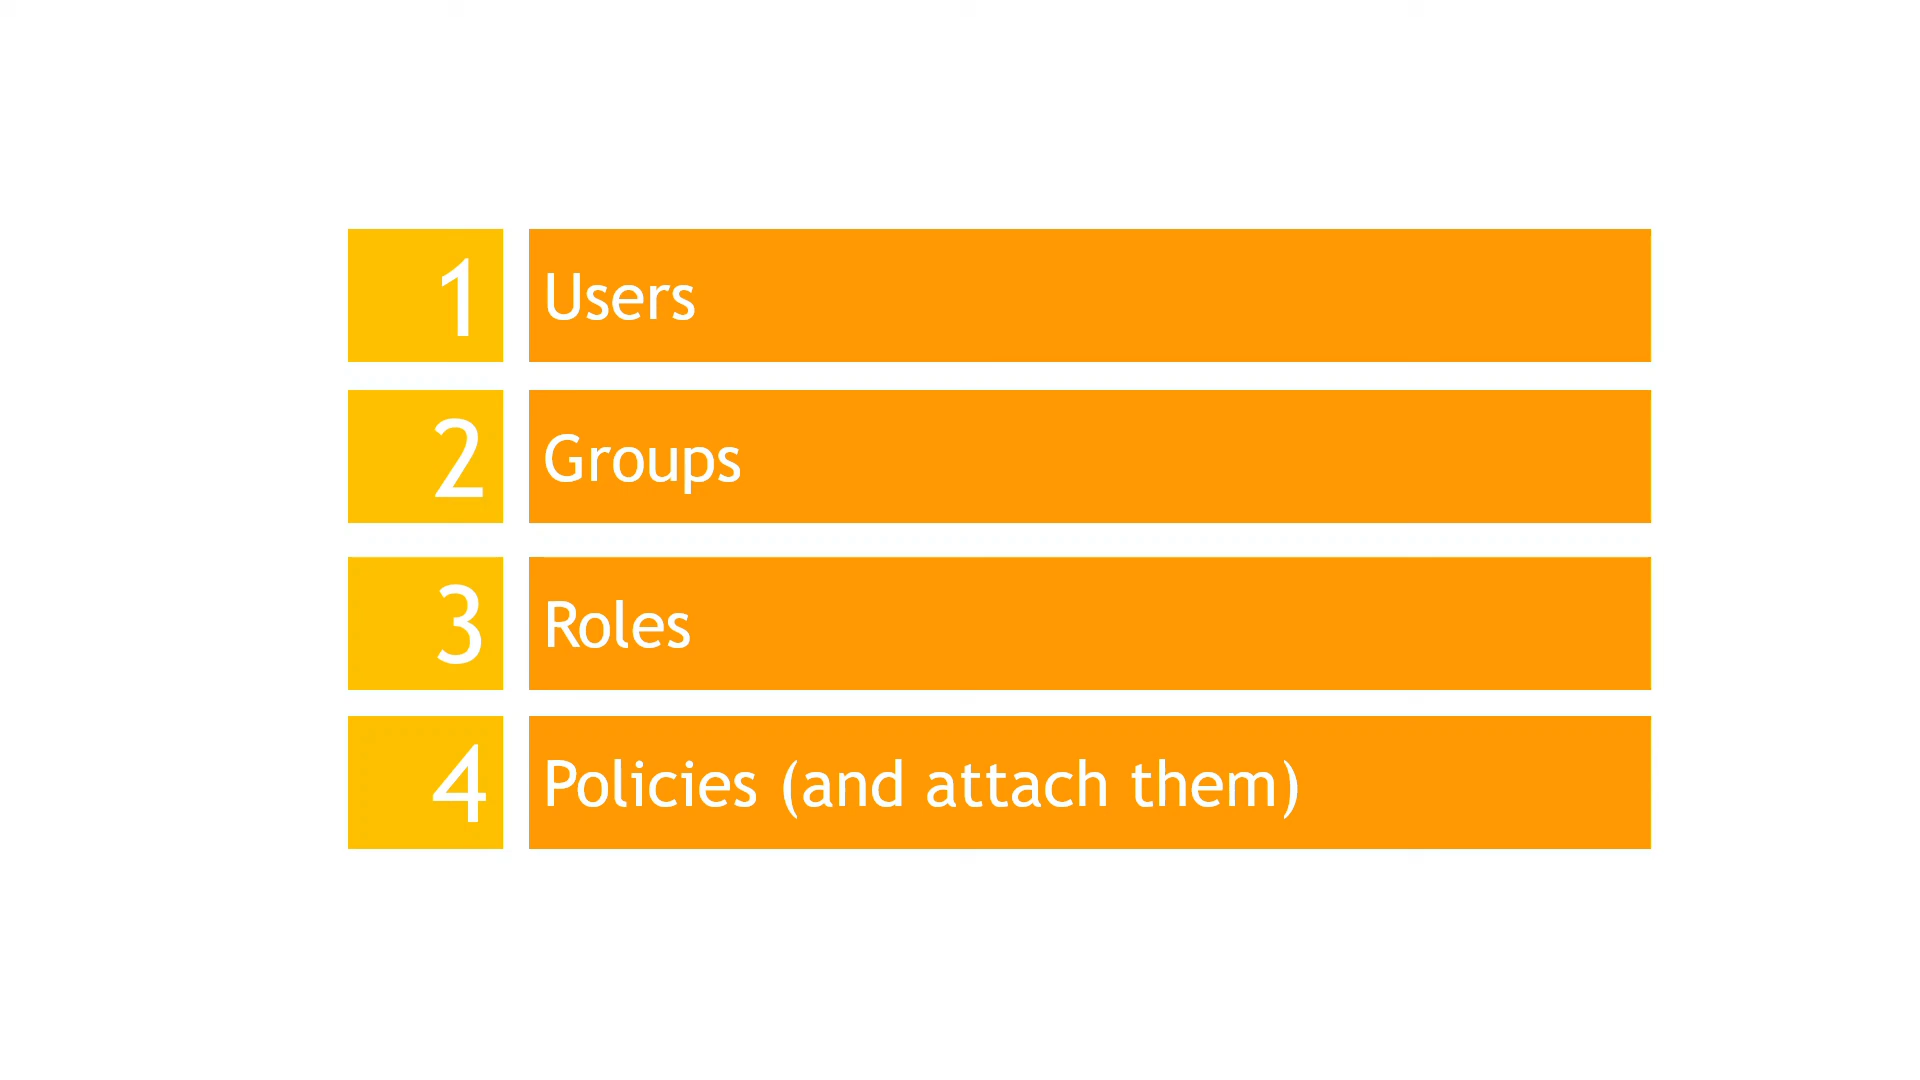 1 Users
2 Groups
3 Roles
4 Policies (and attach them)